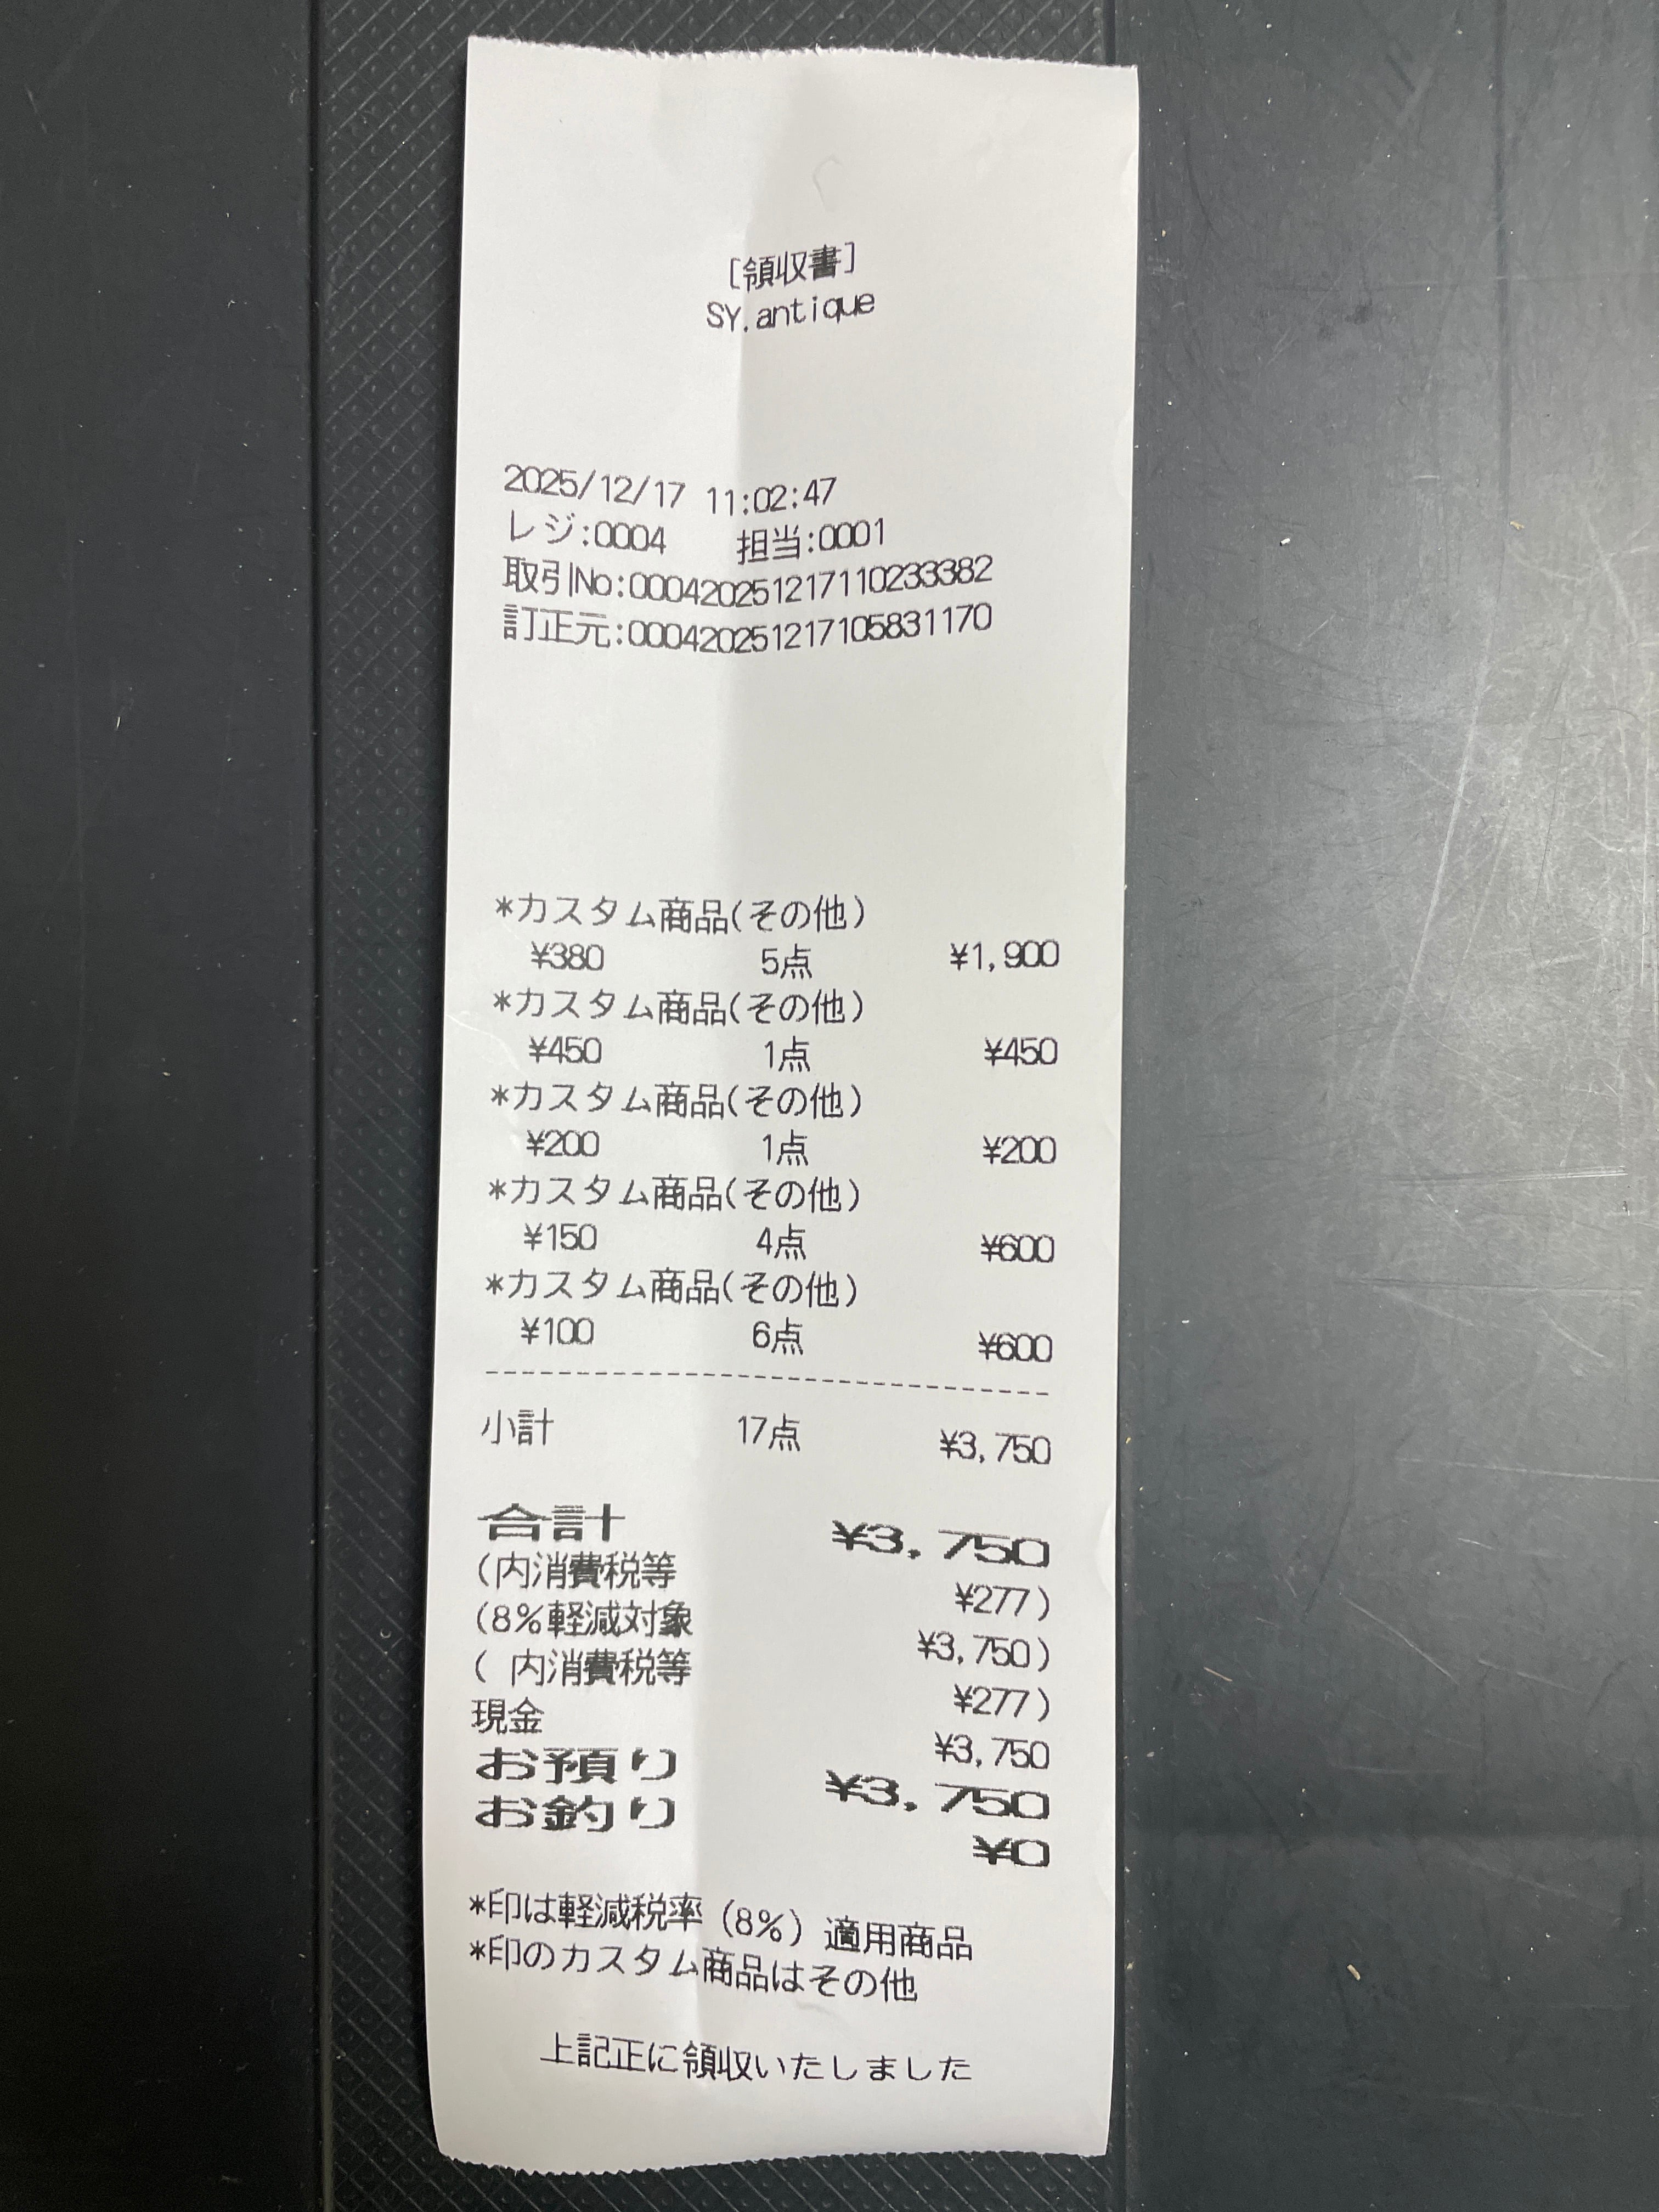 [領収書]
SY.antique
2025/12/17 11:02:47
レジ:0004 担当:0001
取引No:000420251217110233382
訂正元:0004202512171058311​70
*カスタム商品(その他)
¥380 5点 ¥1,900
*カスタム商品(その他)
¥450 1点 ¥450
*カスタム商品(その他)
¥200 1点 ¥200
*カスタム商品(その他)
¥150 4点 ¥600
*カスタム商品(その他)
¥100 6点 ¥600
小計 17点 ¥3,750
合計 ¥3,750
(内消費税等 ¥277)
(8%軽減対象 ¥3,750)
( 内消費税等 ¥277)
現金 ¥3,750
お預り ¥3,750
お釣り ¥0
*印は軽減税率(8%)適用商品
*印のカスタム商品はその他
上記正に領収いたしました